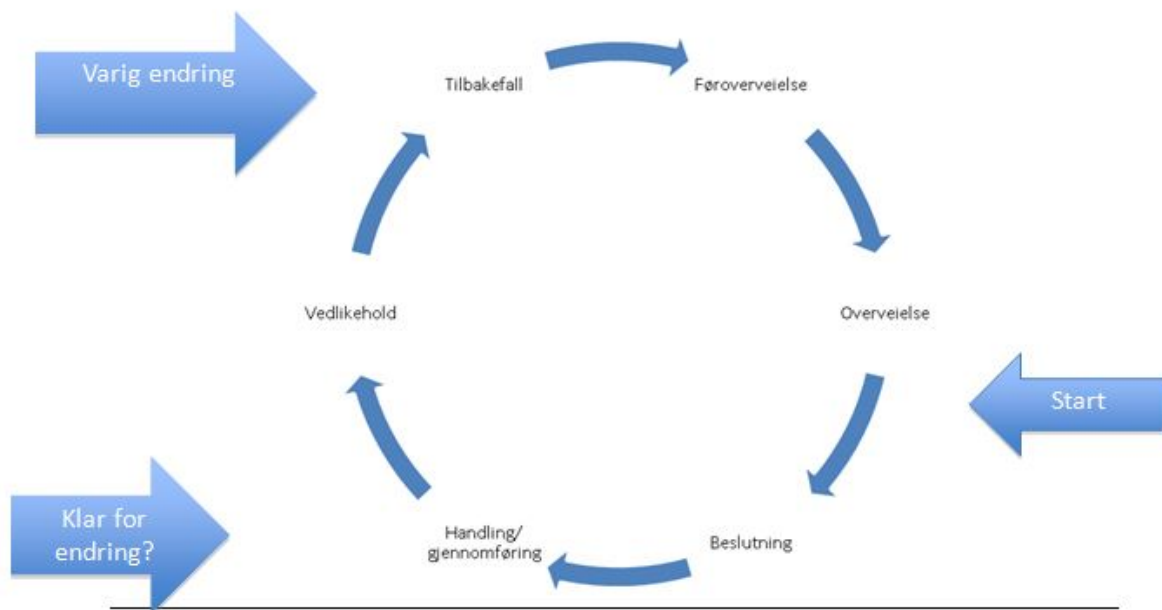 Varig endring
Tilbakefall
Føroverveielse
Vedlikehold
Overveielse
Start
Klar for
endring?
Handling/
gjennomføring
Beslutning